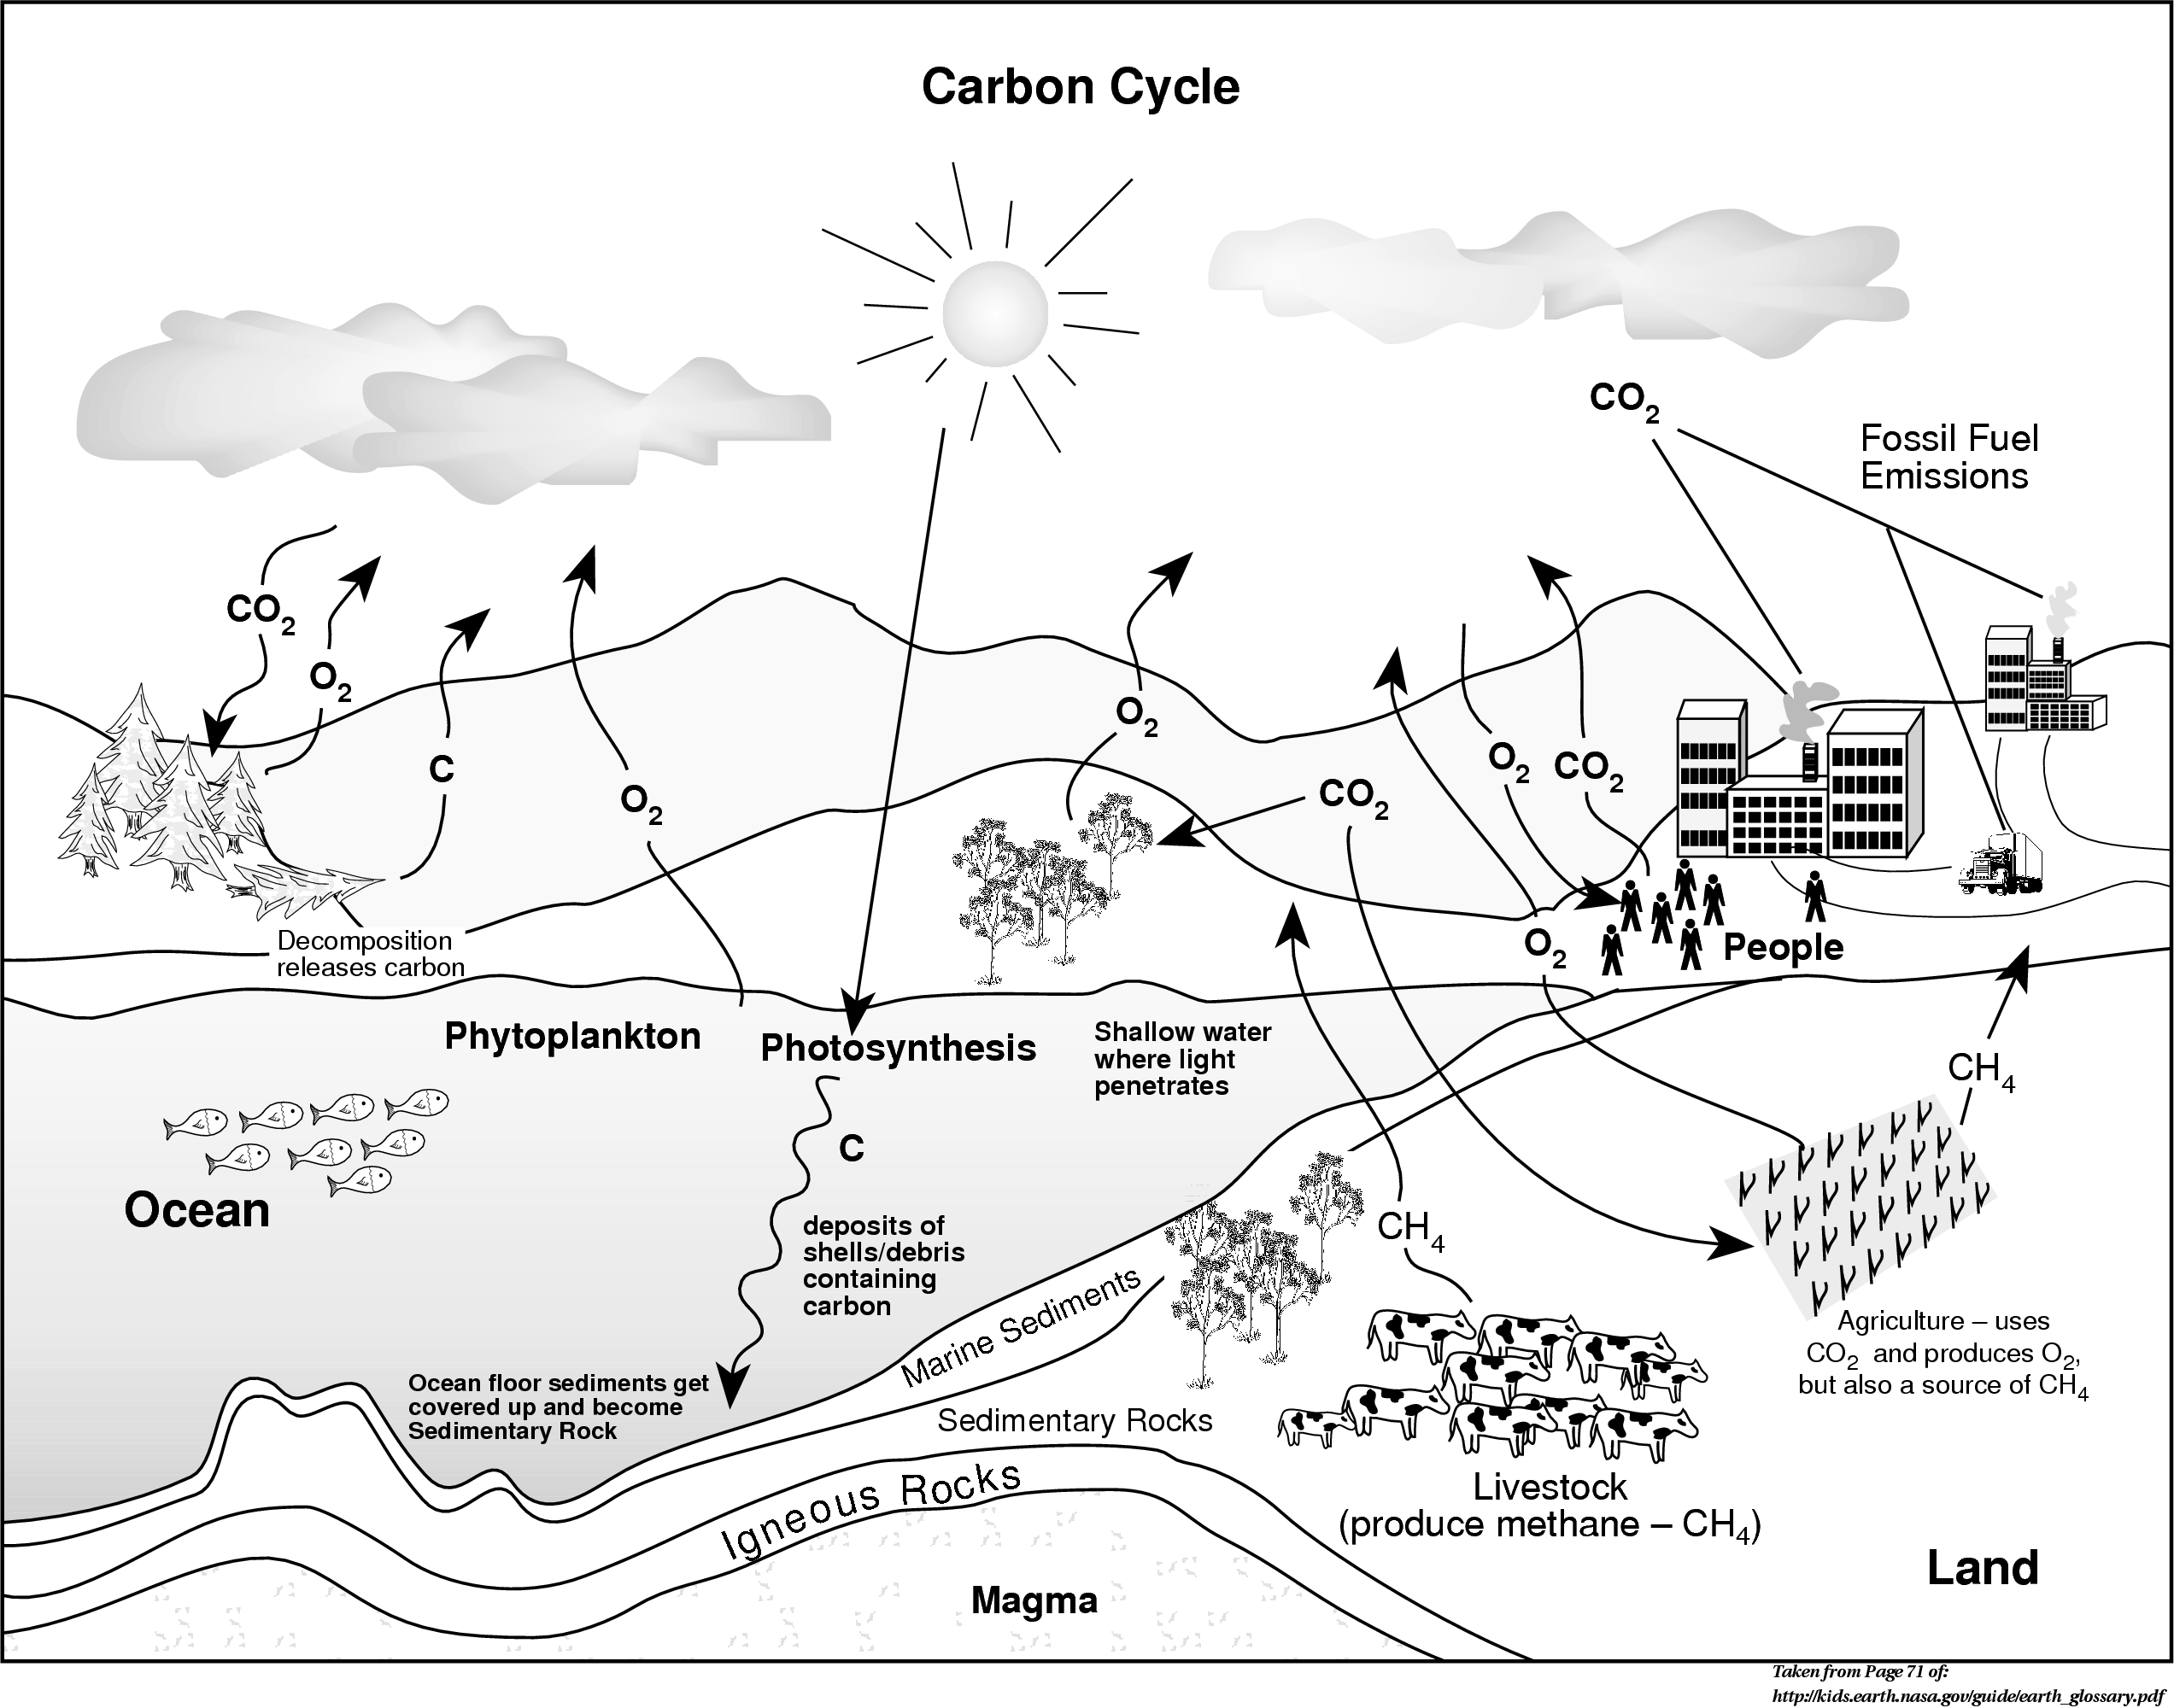 Carbon Cycle
CO2
Fossil Fuel
Emissions
CO2
O2
C
O2
O2
CO2
O2
CO2
O2
People
Decomposition
releases carbon
Phytoplankton
Photosynthesis
Shallow water
where light
penetrates
CH4
C
Ocean
deposits of
shells/debris
containing
carbon
CH4
Marine Sediments
Agriculture – uses
CO2 and produces O2,
but also a source of CH4
Ocean floor sediments get
covered up and become
Sedimentary Rock
Sedimentary Rocks
Igneous Rocks
Livestock
(produce methane – CH4)
Magma
Land
Taken from Page 71 of:
http://kids.earth.nasa.gov/guide/earth_glossary.pdf